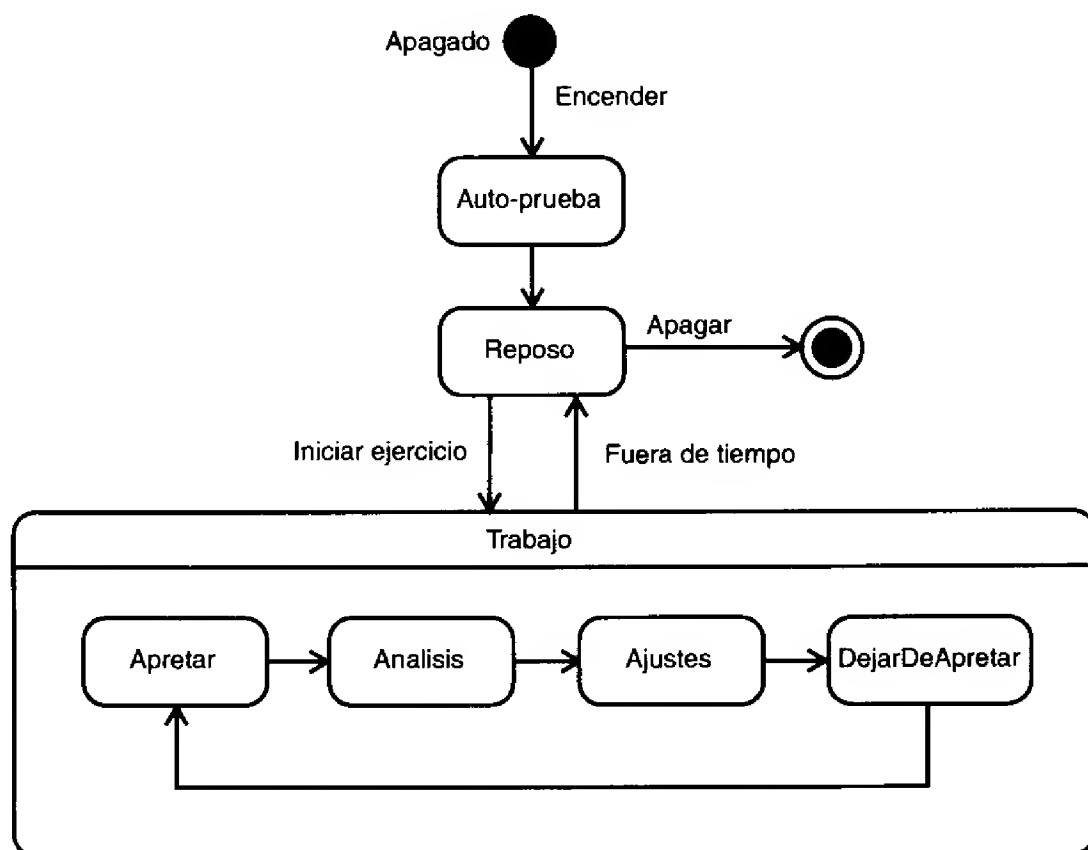 Apagado
Encender
Auto-prueba
Reposo
Apagar
Iniciar ejercicio
Fuera de tiempo
Trabajo
Apretar
Analisis
Ajustes
DejarDeApretar